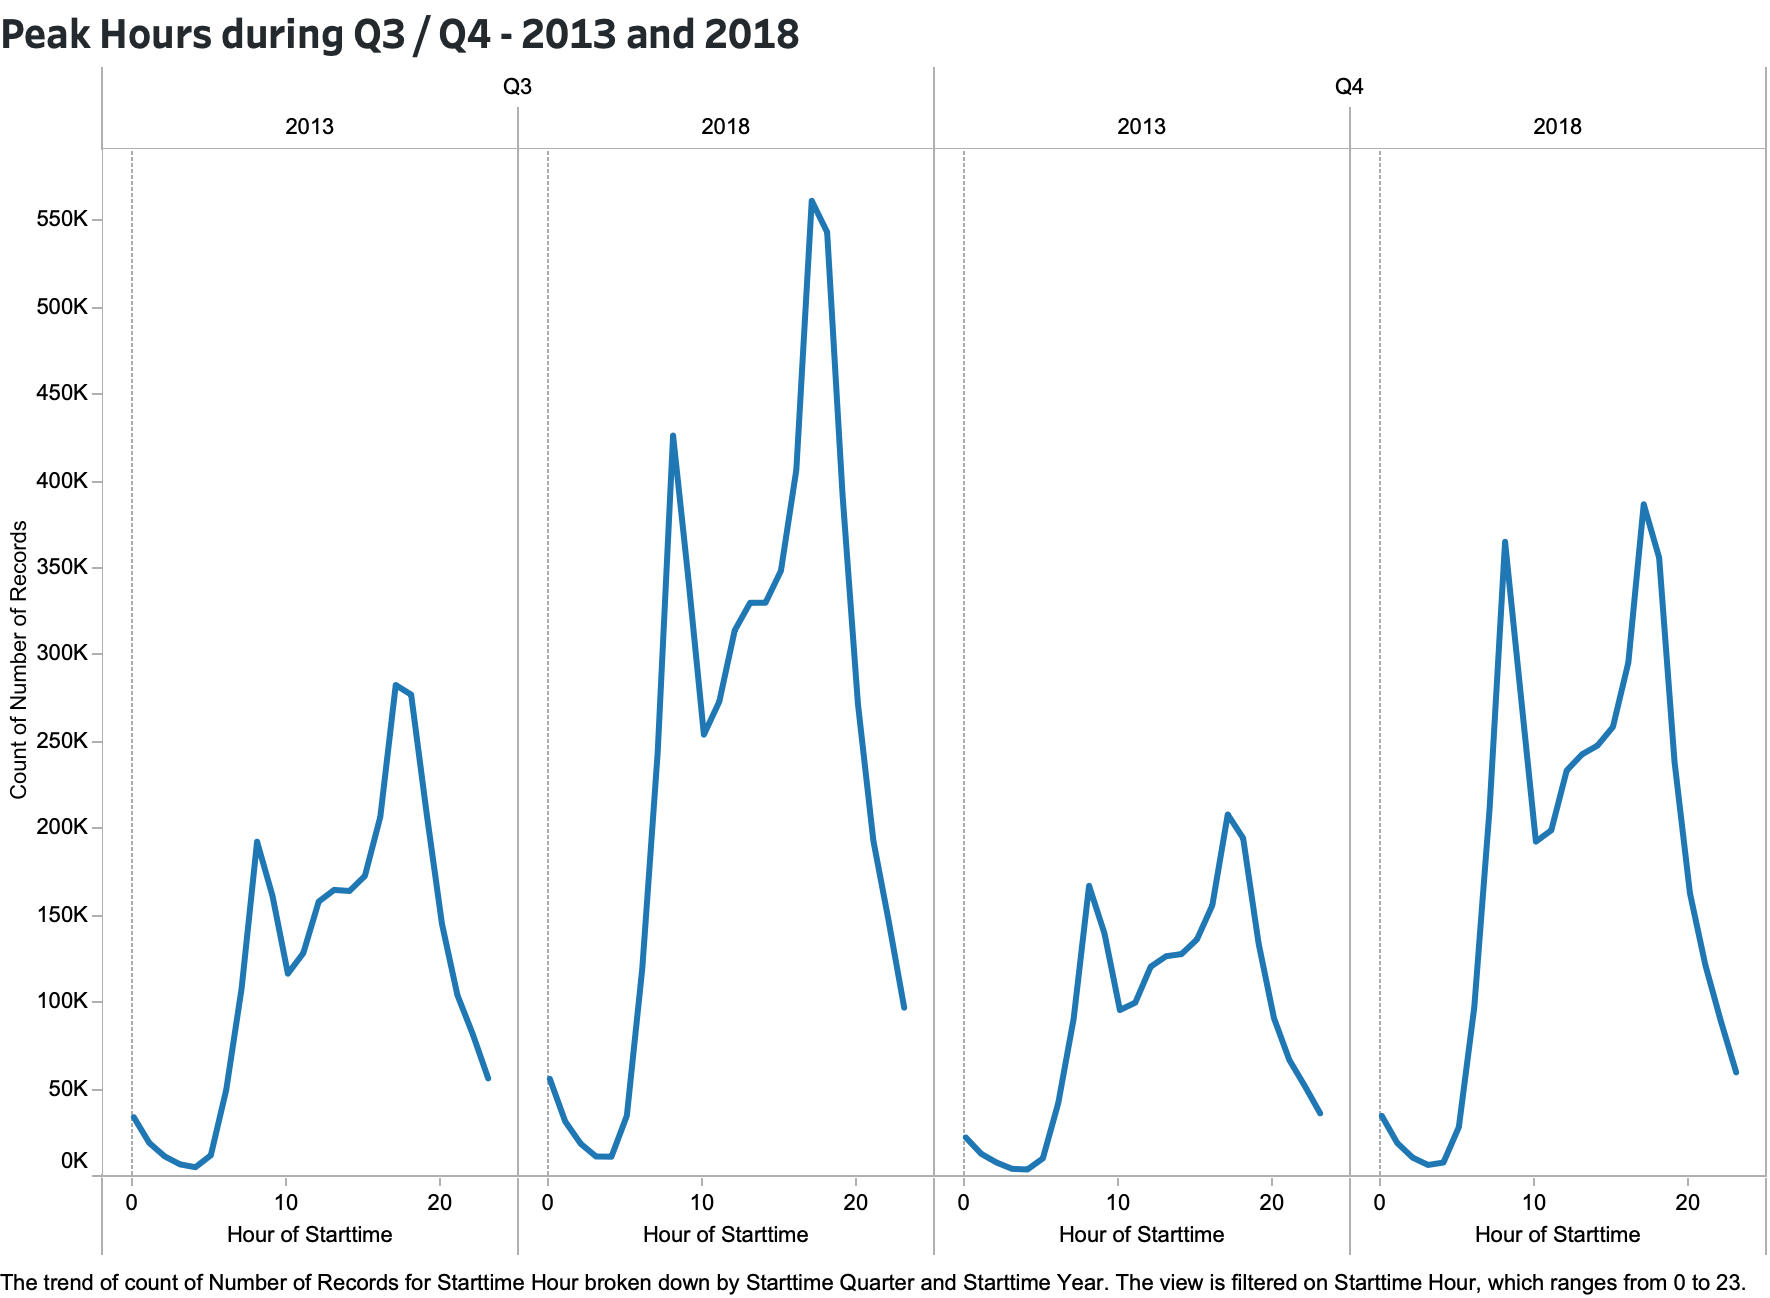 Peak Hours during Q3 / Q4 - 2013 and 2018
Q3 Q4
2013 2018 2013 2018
550K
500K
450K
400K
350K
300K
250K
200K
150K
100K
50K
0K
Count of Number of Records
0 10 20 0 10 20 0 10 20 0 10 20
Hour of Starttime Hour of Starttime Hour of Starttime Hour of Starttime
The trend of count of Number of Records for Starttime Hour broken down by Starttime Quarter and Starttime Year. The view is filtered on Starttime Hour, which ranges from 0 to 23.